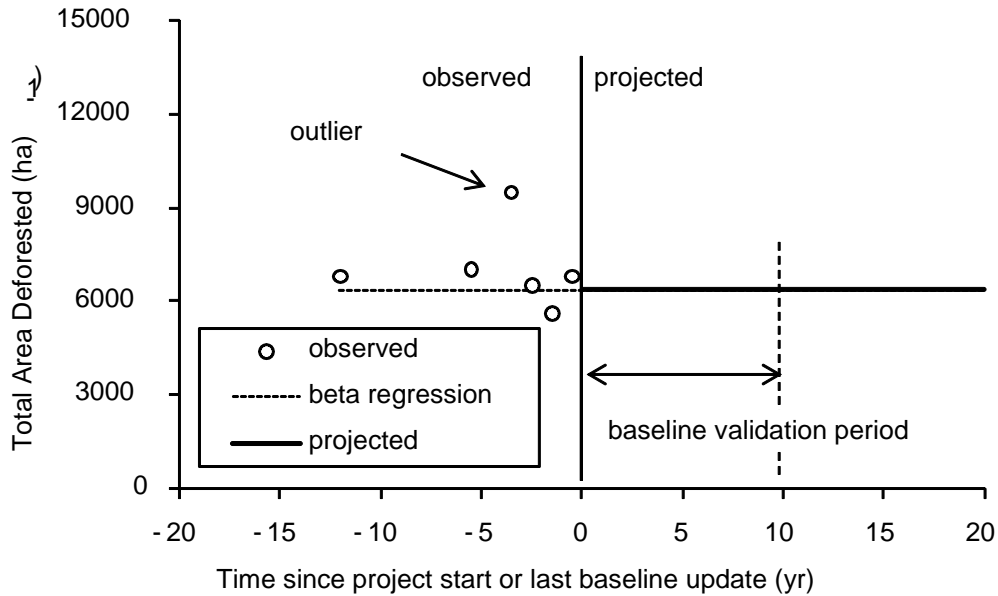 15000
12000
9000
6000
3000
0
Total Area Deforested (ha)
-1)
observed
projected
outlier
observed
beta regression
projected
baseline validation period
-20 -15 -10 -5 0 5 10 15 20
Time since project start or last baseline update (yr)